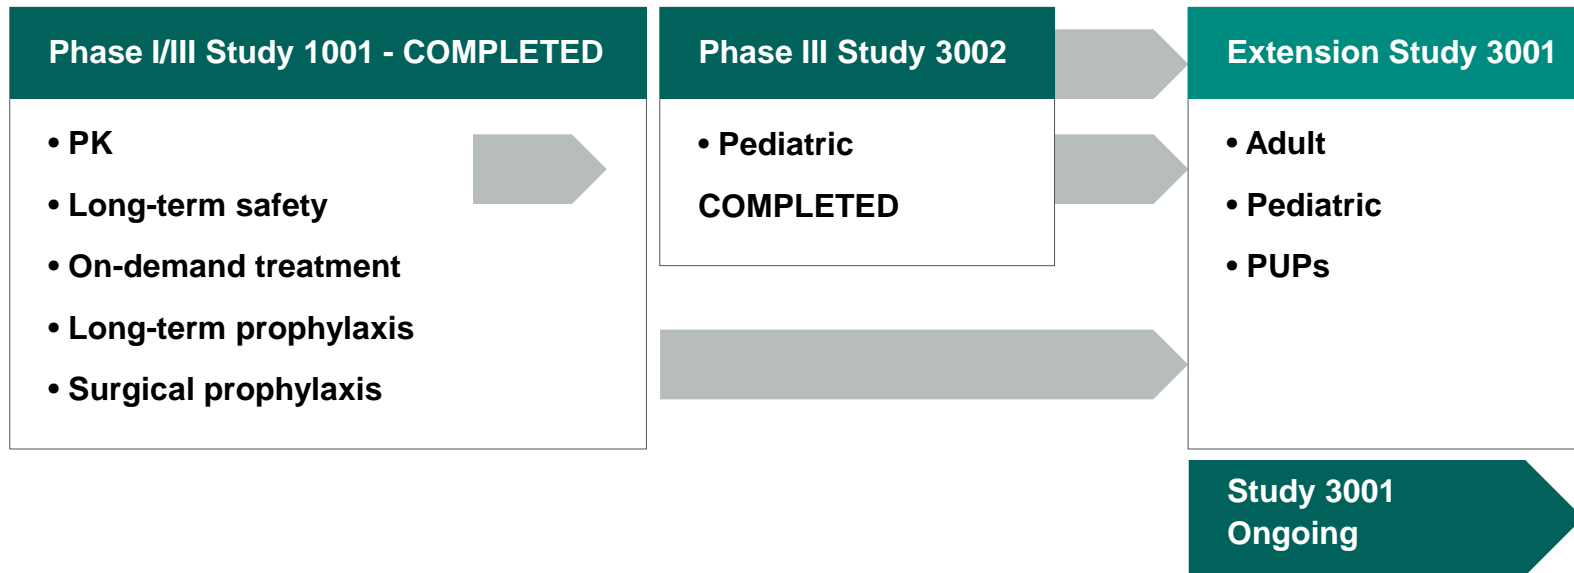 Phase I/III Study 1001 - COMPLETED
• PK
• Long-term safety
• On-demand treatment
• Long-term prophylaxis
• Surgical prophylaxis
Phase III Study 3002
• Pediatric
COMPLETED
Extension Study 3001
• Adult
• Pediatric
• PUPs
Study 3001
Ongoing